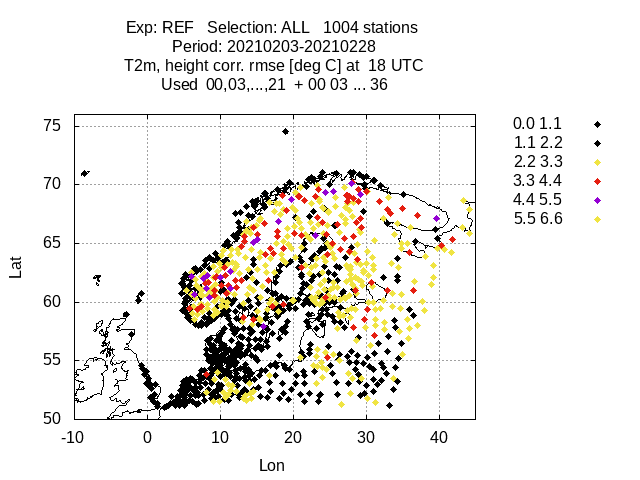 Exp: REF   Selection: ALL   1004 stations
Period: 20210203-20210228
T2m, height corr. rmse [deg C] at  18 UTC
Used  00,03,...,21  + 00 03 ... 36
75
70
65
60
55
50
Lat
-10 0 10 20 30 40
Lon
0.0 1.1
1.1 2.2
2.2 3.3
3.3 4.4
4.4 5.5
5.5 6.6